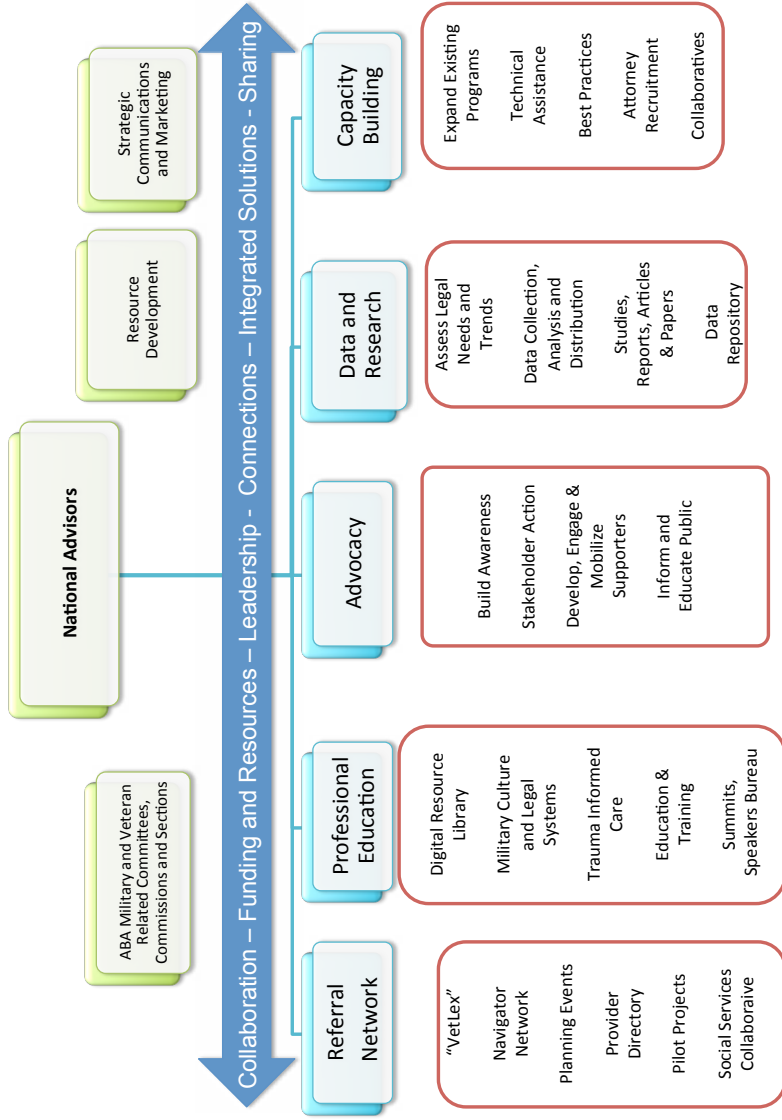 National Advisors
ABA Military and Veteran
Related Committees,
Commissions and Sections
Resource
Development
Strategic
Communications
and Marketing
Collaboration – Funding and Resources – Leadership - Connections – Integrated Solutions - Sharing
Referral
Network
Professional
Education
Advocacy
Data and
Research
Capacity
Building
“VetLex”
Navigator
Network
Planning Events
Provider
Directory
Pilot Projects
Social Services
Collaboraive
Digital Resource
Library
Military Culture
and Legal
Systems
Trauma Informed
Care
Education &
Training
Summits,
Speakers Bureau
Build Awareness
Stakeholder Action
Develop, Engage &
Mobilize
Supporters
Inform and
Educate Public
Assess Legal
Needs and
Trends
Data Collection,
Analysis and
Distribution
Studies,
Reports, Articles
& Papers
Data
Repository
Expand Existing
Programs
Technical
Assistance
Best Practices
Attorney
Recruitment
Collaboratives